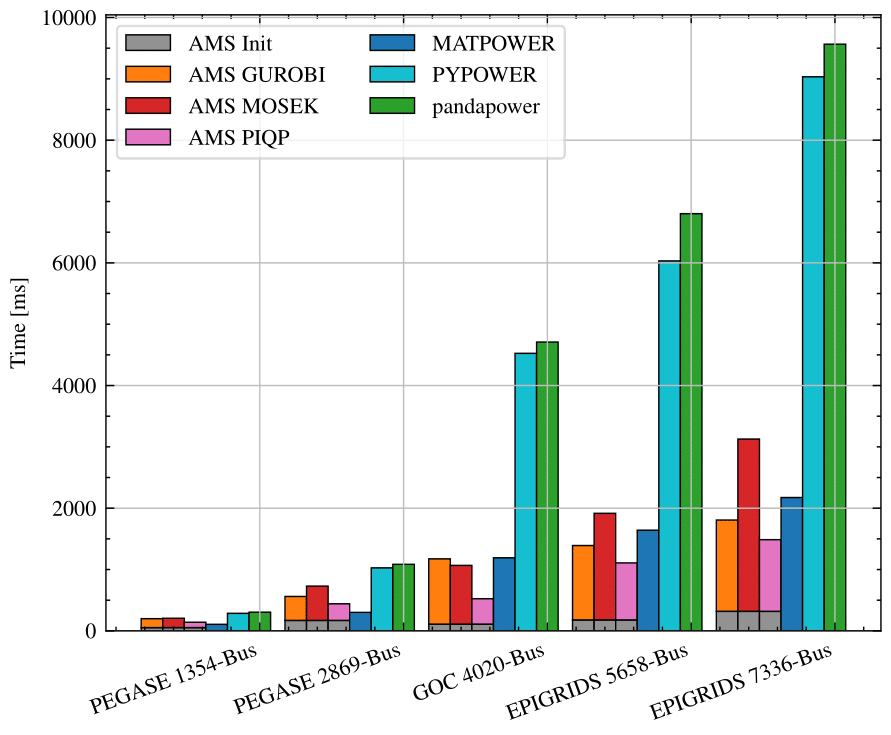 10000
8000
6000
4000
2000
0
Time [ms]
AMS Init
AMS GUROBI
AMS MOSEK
AMS PIQP
MATPOWER
PYPOWER
pandapower
PEGASE 1354-Bus
PEGASE 2869-Bus
GOC 4020-Bus
EPIGRIDS 5658-Bus
EPIGRIDS 7336-Bus